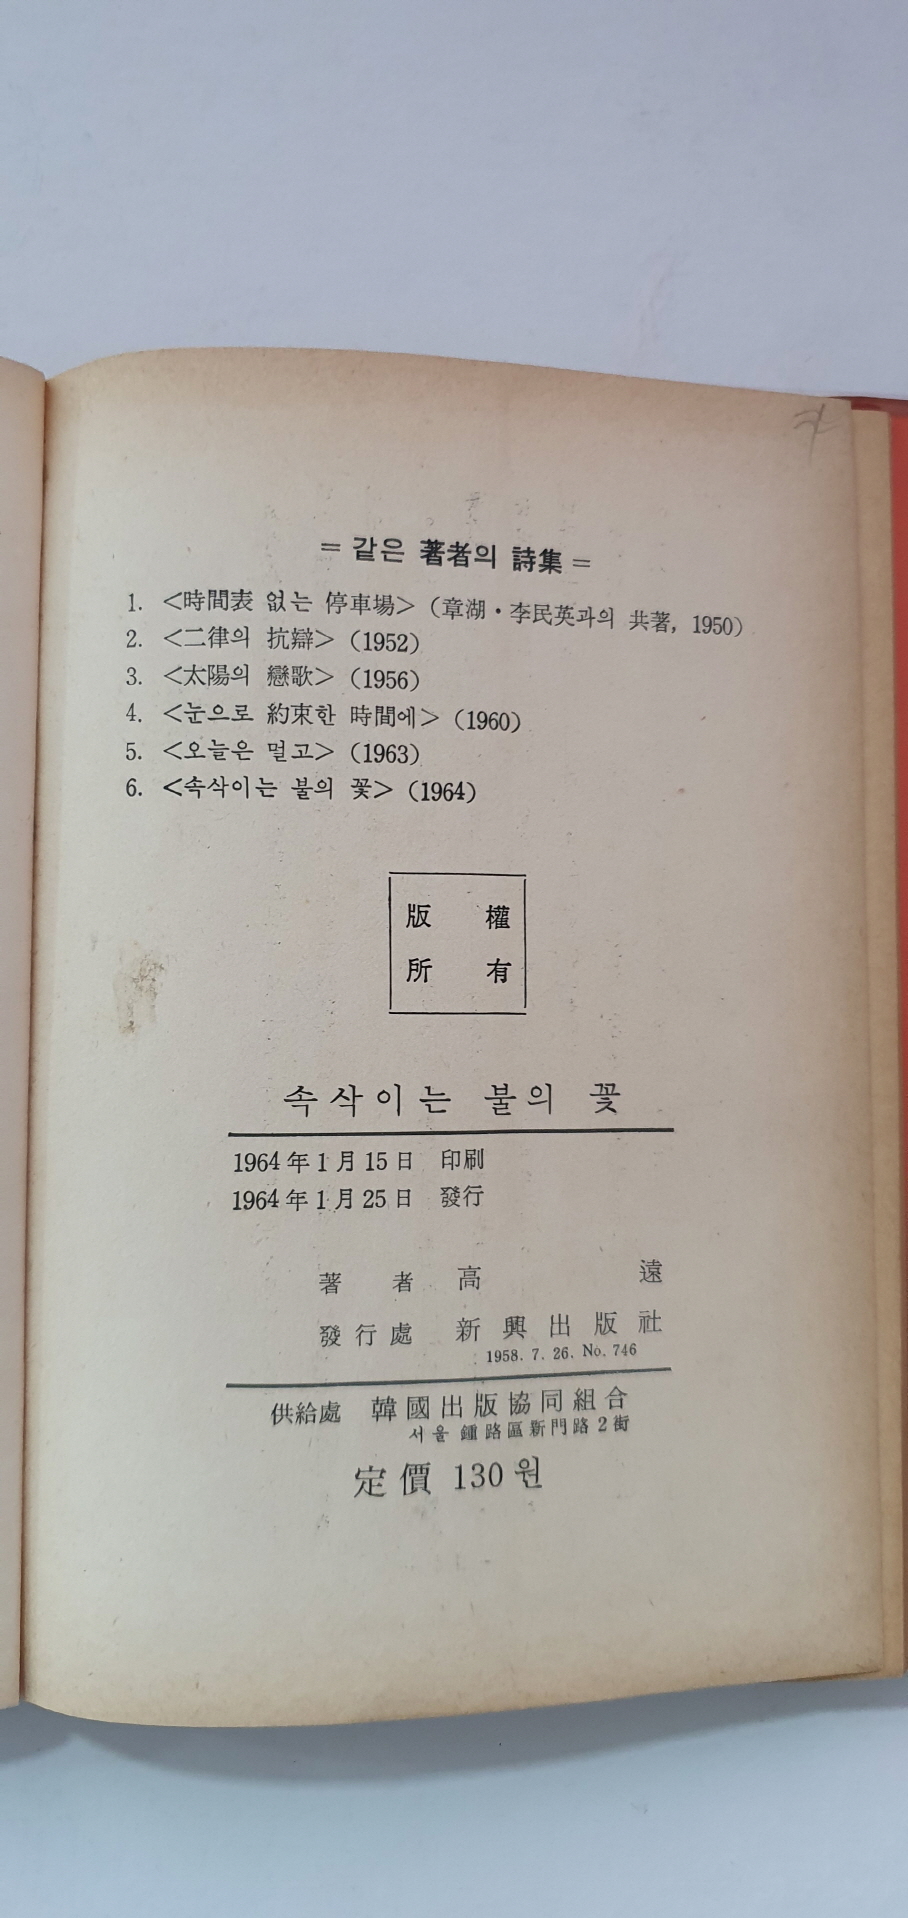 = 같은 著者의 詩集 =
1. <時間表 없는 停車場> (章湖・李民英과의 共著, 1950)
2. <二律의 抗辯> (1952)
3. <太陽의 戀歌> (1956)
4. <눈으로 約束한 時間에> (1960)
5. <오늘은 멀고> (1963)
6. <속삭이는 불의 꽃> (1964)
版 權
所 有
속삭이는 불의 꽃
1964年 1月 15日 印刷
1964年 1月 25日 發行
著 者 高 遠
發行處 新興出版社
1958. 7. 26. No. 746
供給處 韓國出版協同組合
서울 鍾路區新門路 2街
定價 130원